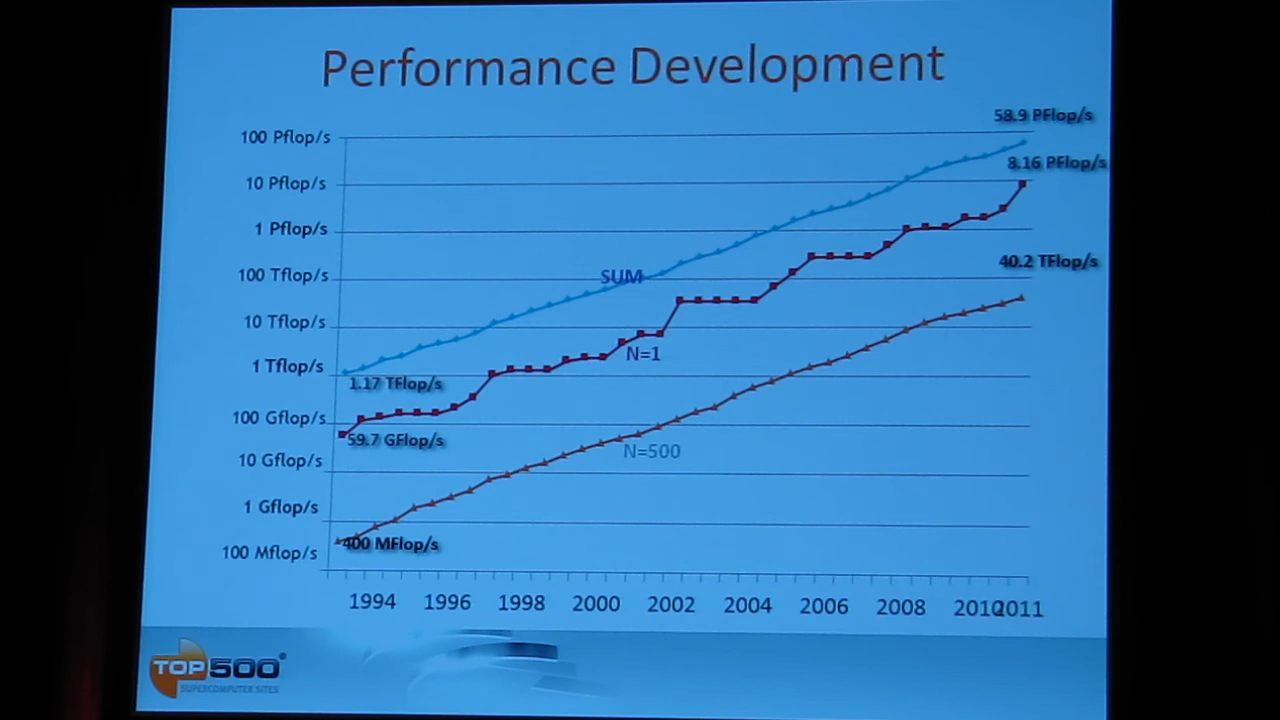 Performance Development
58.9 PFlop/s
100 Pflop/s
8.16 PFlop/s
10 Pflop/s
1 Pflop/s
40.2 TFlop/s
100 Tflop/s
SUM
10 Tflop/s
N=1
1 Tflop/s
1.17 TFlop/s
100 Gflop/s
59.7 GFlop/s
N=500
10 Gflop/s
1 Gflop/s
400 MFlop/s
100 Mflop/s
1994 1996 1998 2000 2002 2004 2006 2008 2010 2011
TOP500®
SUPERCOMPUTER SITES